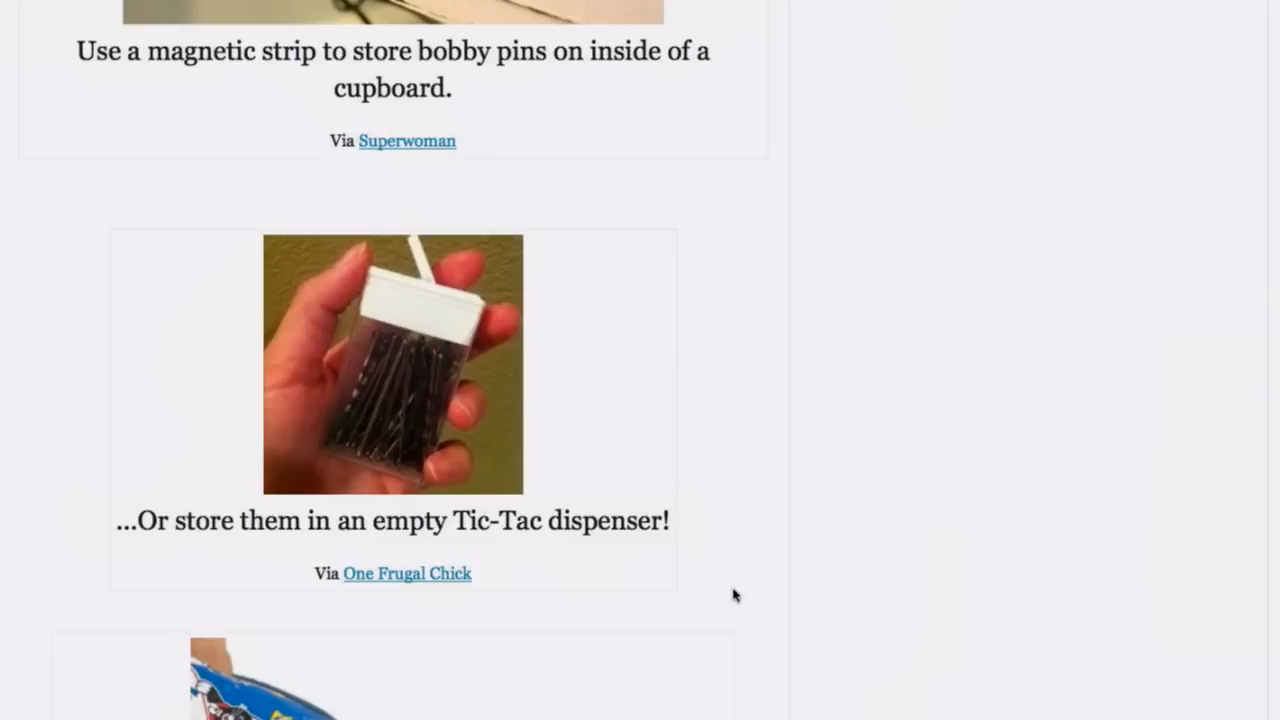 Use a magnetic strip to store bobby pins on inside of a
cupboard.
Via Superwoman
...Or store them in an empty Tic-Tac dispenser!
Via One Frugal Chick